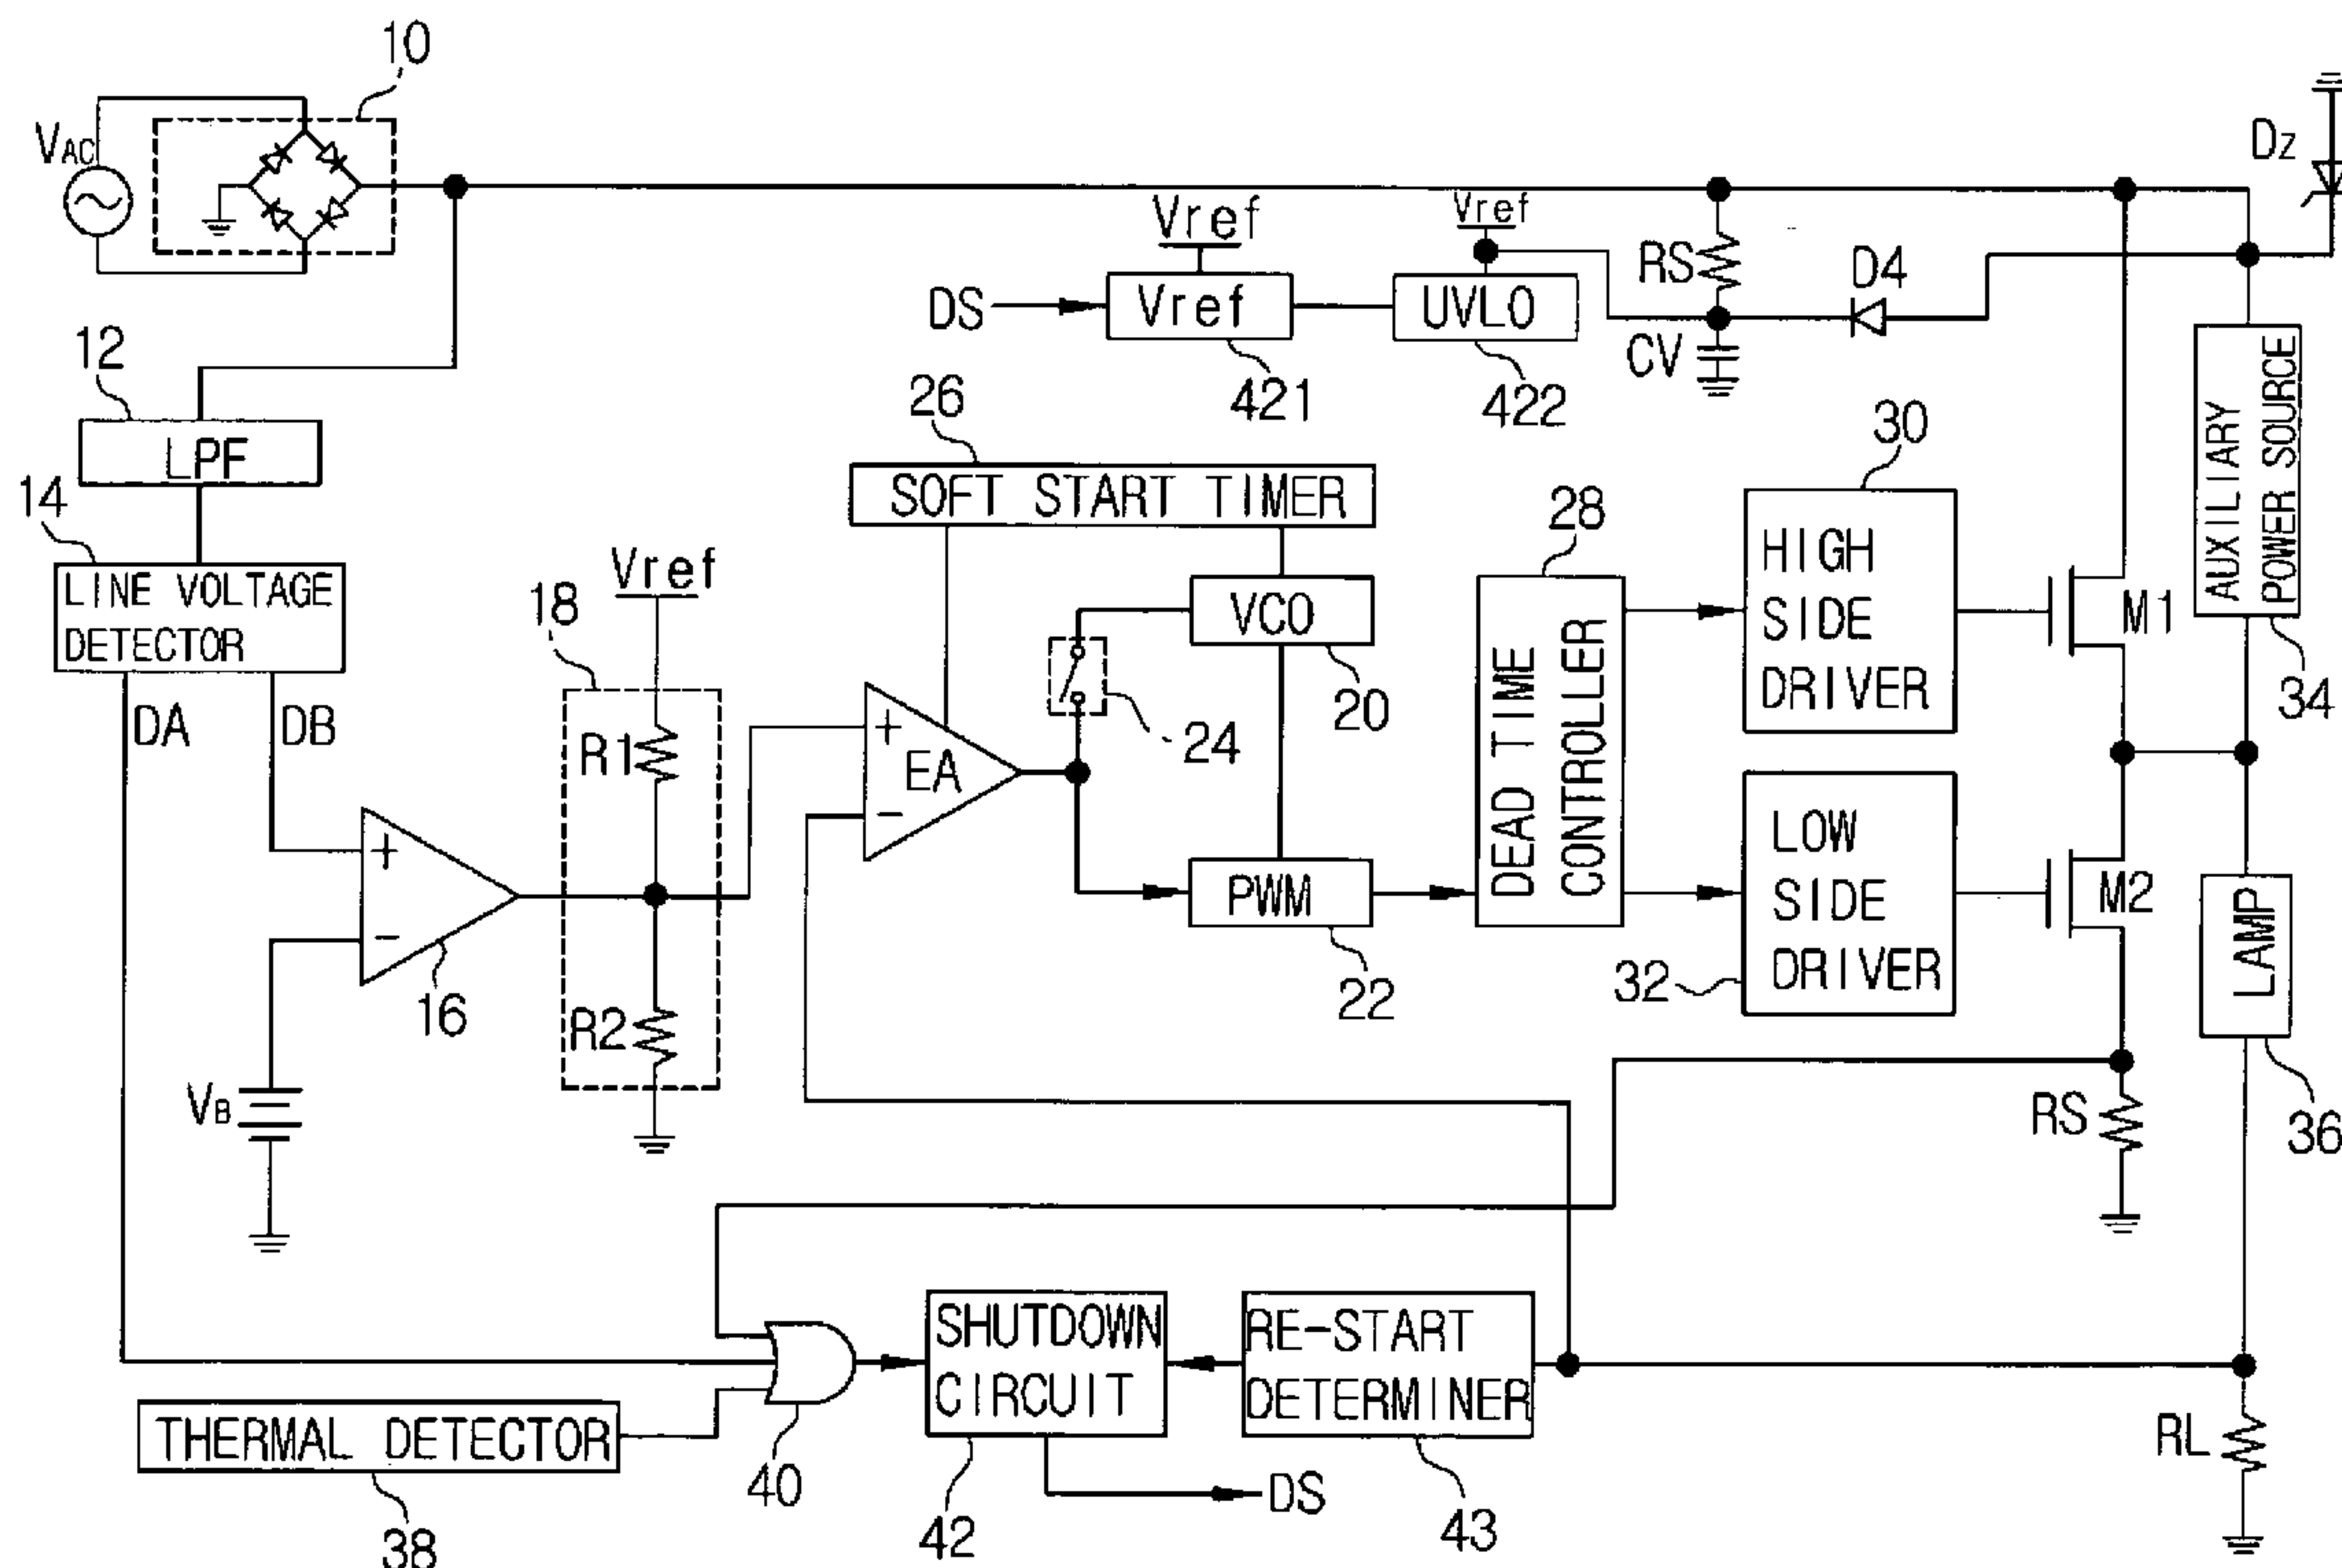 10
VAC
DZ
Vref
Vref
RS
D4
DS
Vref
UVLO
CV
12
421
422
LPF
26
30
AUXILIARY
POWER SOURCE
14
SOFT START TIMER
28
LINE VOLTAGE
DETECTOR
Vref
18
VCO
HIGH
SIDE
DRIVER
M1
DEAD TIME
CONTROLLER
20
34
DA
DB
24
R1
+
EA
-
LOW
SIDE
DRIVER
+
-
PWM
M2
LAMP
16
22
32
R2
VB
RS
36
SHUTDOWN
CIRCUIT
RE-START
DETERMINER
THERMAL DETECTOR
RL
40
DS
38
42
43